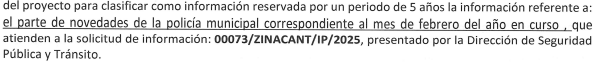 del proyecto para clasificar como información reservada por un periodo de 5 años la información referente a:
el parte de novedades de la policía municipal correspondiente al mes de febrero del año en curso , que
atienden a la solicitud de información: 00073/ZINACANT/IP/2025, presentado por la Dirección de Seguridad
Pública y Tránsito.